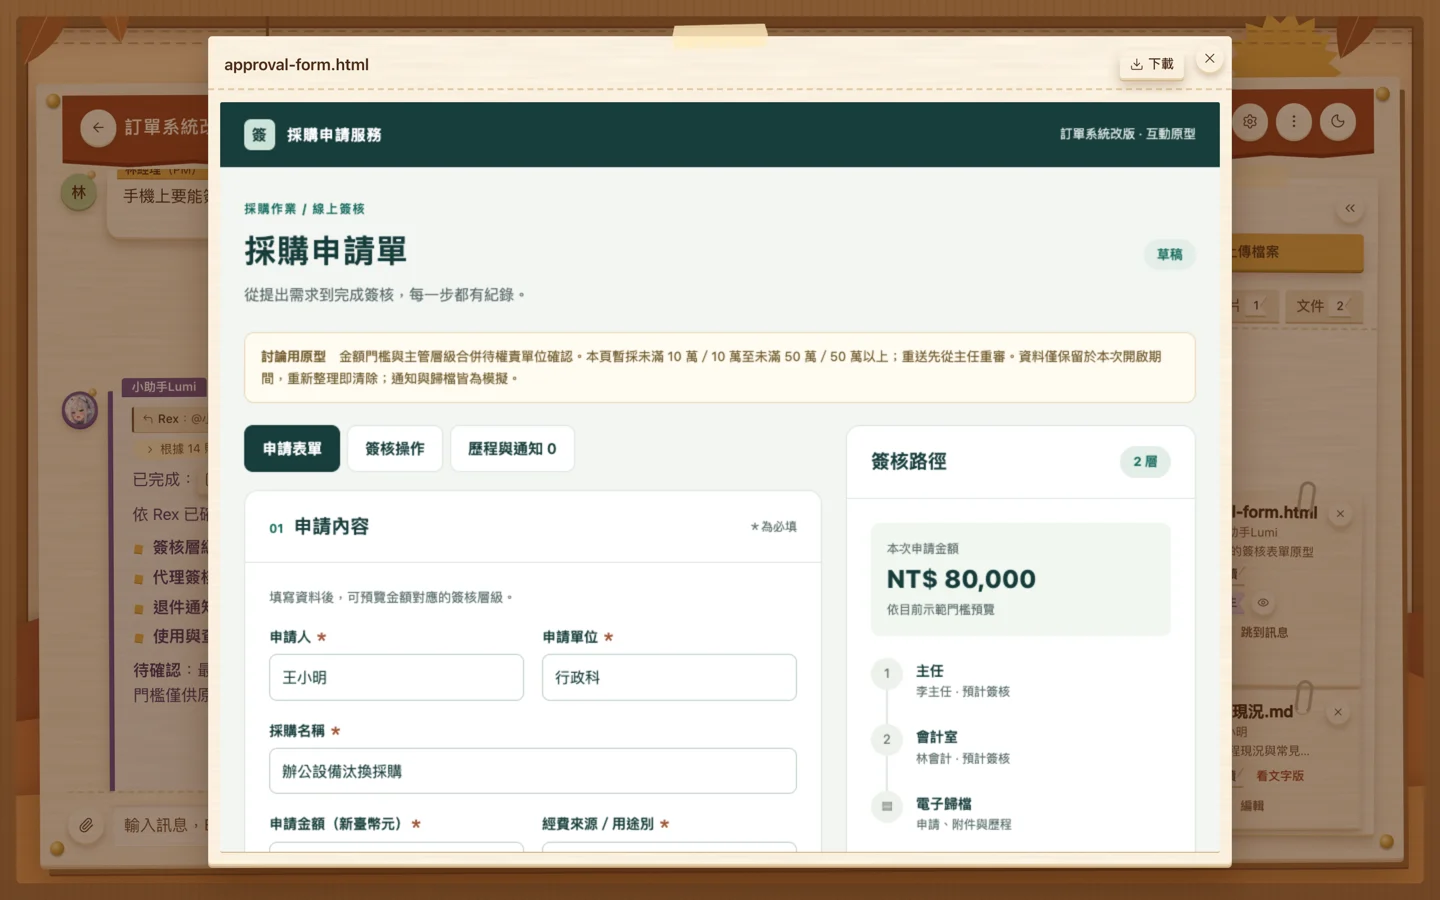 approval-form.html
下載
簽
採購申請服務
訂單系統改版 · 互動原型
採購作業 / 線上簽核
採購申請單
草稿
從提出需求到完成簽核，每一步都有紀錄。
討論用原型 金額門檻與主管層級合併待權責單位確認。本頁暫採未滿 10 萬 / 10 萬至未滿 50 萬 / 50 萬以上；重送先從主任重審。資料僅保留於本次開啟期
間，重新整理即清除；通知與歸檔皆為模擬。
申請表單
簽核操作
歷程與通知 0
01 申請內容
* 為必填
填寫資料後，可預覽金額對應的簽核層級。
申請人 *
申請單位 *
王小明
行政科
採購名稱 *
辦公設備汰換採購
申請金額（新臺幣元） *
經費來源 / 用途別 *
簽核路徑
2 層
本次申請金額
NT$ 80,000
依目前示範門檻預覽
1
主任
李主任 · 預計簽核
2
會計室
林會計 · 預計簽核
電子歸檔
申請、附件與歷程
訂單系統改
林
林經理（PM）
手機上要能
小助手Lumi
Rex：@小
根據 14
已完成：
依 Rex 已確
簽核層級
代理簽核
退件通知
使用與
待確認：最
門檻僅供原
輸入訊息，
上傳檔案
片 1
文件 2
l-form.html
助手Lumi
的簽核表單原型
跳到訊息
現況.md
小明
程現況與常見...
看文字版
編輯